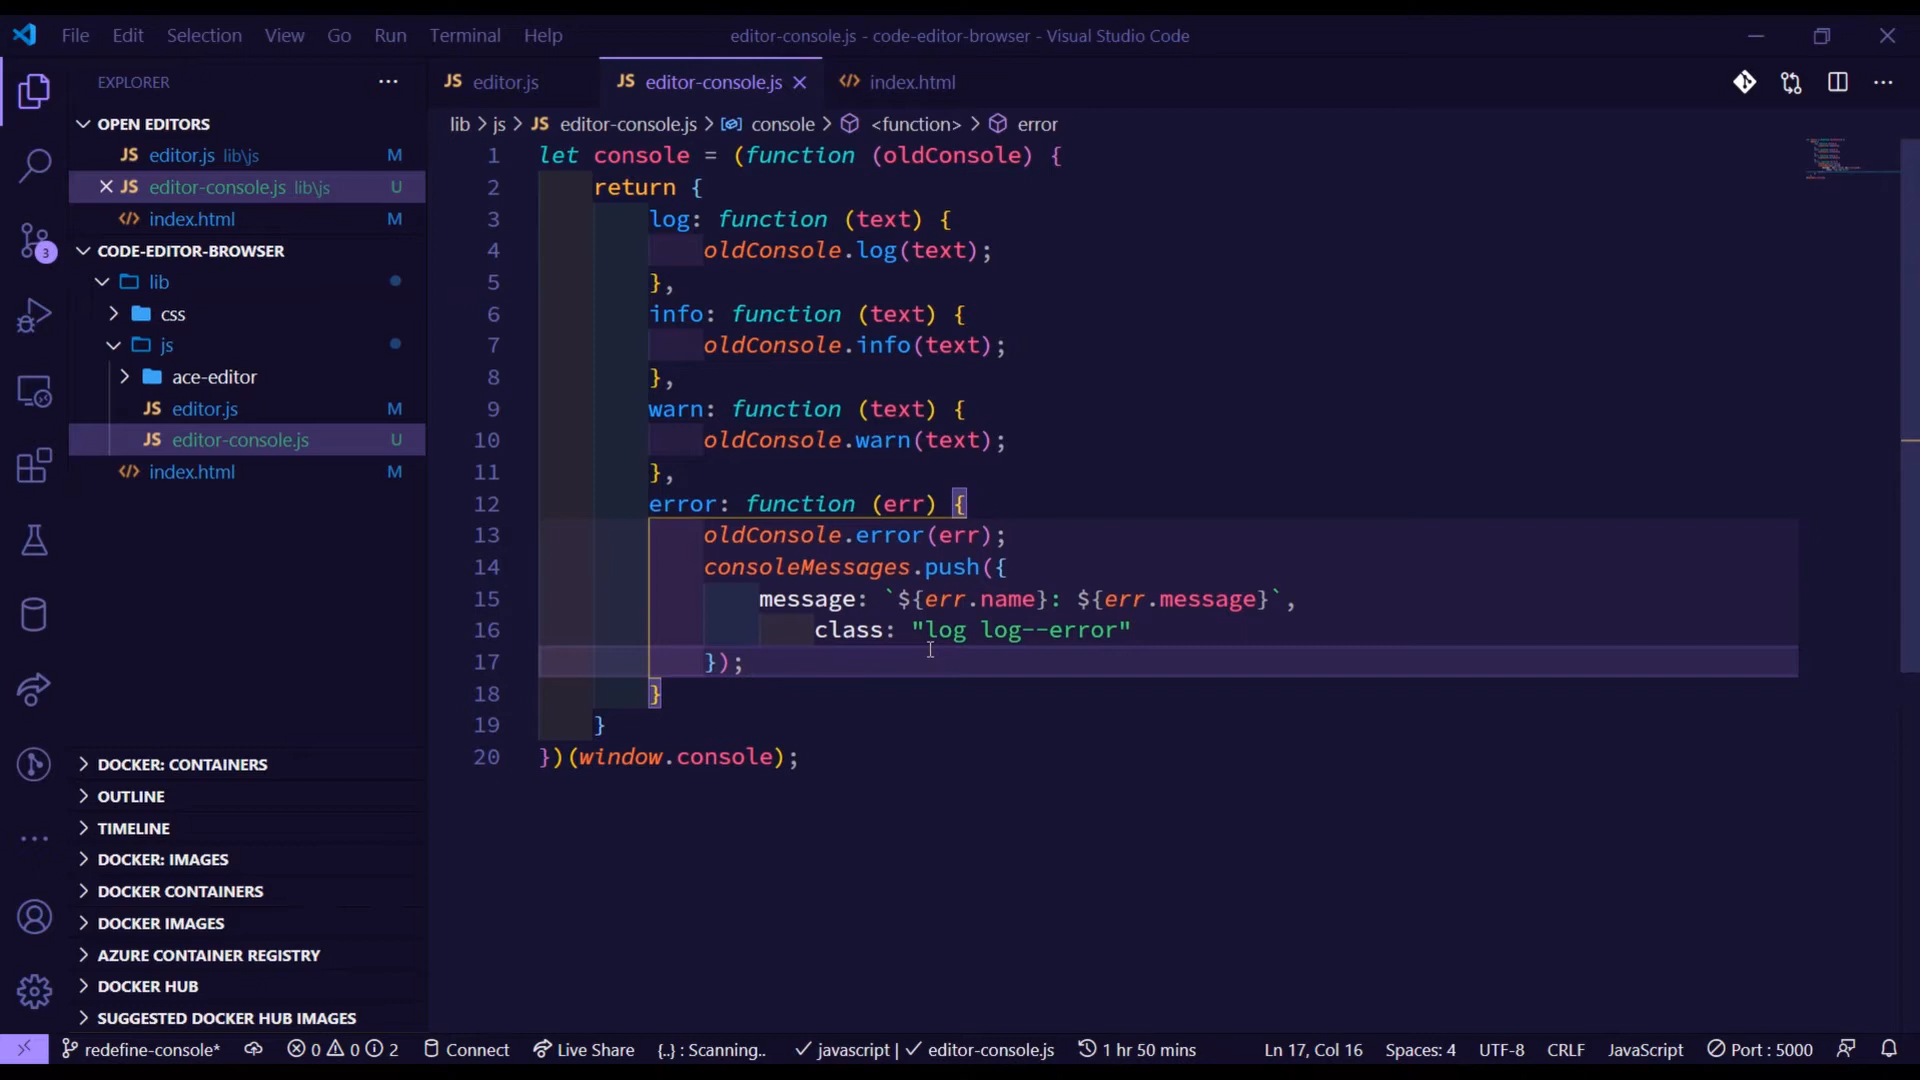 File Edit Selection View Go Run Terminal Help
editor-console.js - code-editor-browser - Visual Studio Code
EXPLORER
OPEN EDITORS
JS editor.js lib\js M
JS editor-console.js lib\js U
index.html M
CODE-EDITOR-BROWSER
lib
css
js
ace-editor
JS editor.js M
JS editor-console.js U
index.html M
3
DOCKER: CONTAINERS
OUTLINE
TIMELINE
DOCKER: IMAGES
DOCKER CONTAINERS
DOCKER IMAGES
AZURE CONTAINER REGISTRY
DOCKER HUB
SUGGESTED DOCKER HUB IMAGES
JS editor.js JS editor-console.js index.html
lib > js > JS editor-console.js > console > <function> > error
1 let console = (function (oldConsole) {
2 return {
3 log: function (text) {
4 oldConsole.log(text);
5 },
6 info: function (text) {
7 oldConsole.info(text);
8 },
9 warn: function (text) {
10 oldConsole.warn(text);
11 },
12 error: function (err) {
13 oldConsole.error(err);
14 consoleMessages.push({
15 message: `${err.name}: ${err.message}`,
16 class: "log log--error"
17 });
18 }
19 }
20 })(window.console);
redefine-console* 0 0 2 Connect Live Share {..} : Scanning.. javascript | editor-console.js 1 hr 50 mins Ln 17, Col 16 Spaces: 4 UTF-8 CRLF JavaScript Port : 5000